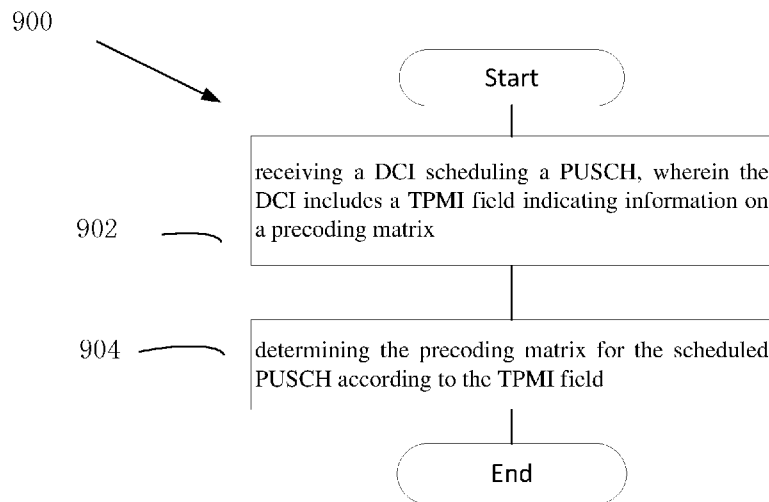 900
Start
receiving a DCI scheduling a PUSCH, wherein the
DCI includes a TPMI field indicating information on
a precoding matrix
902
904
determining the precoding matrix for the scheduled
PUSCH according to the TPMI field
End